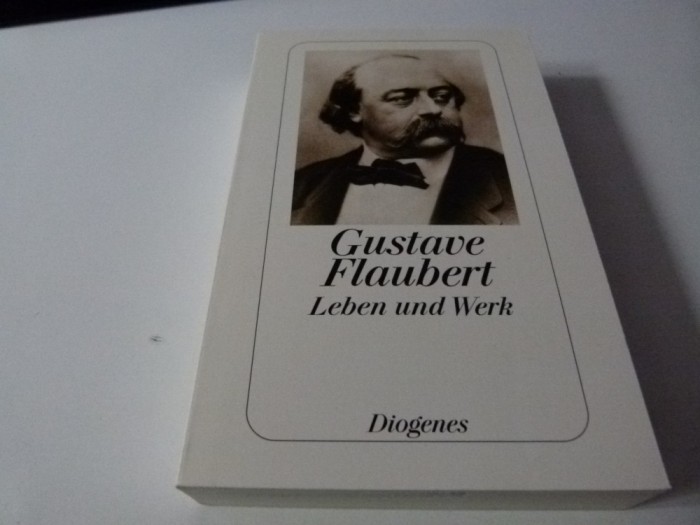 Gustave
Flaubert
Leben und Werk
Diogenes